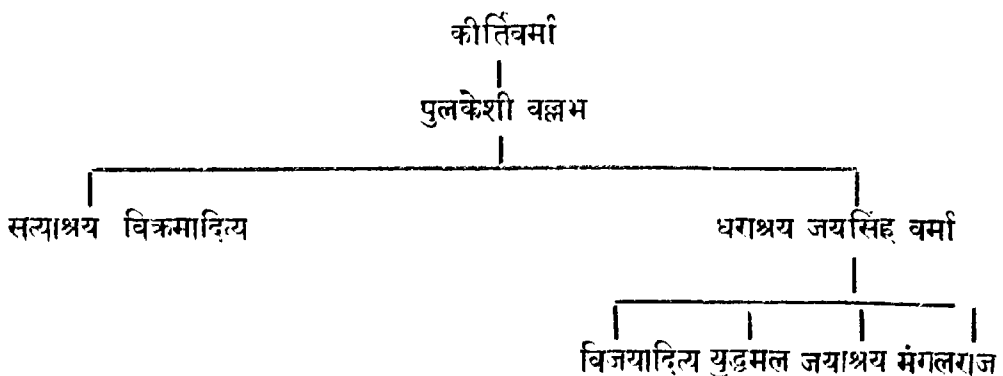 कीर्तिवर्मा
पुलकेशी वल्लभ
सत्याश्रय विक्रमादित्य धराश्रय जयसिंह वर्मा
विजयादित्य युद्धमल जयाश्रय मंगलराज